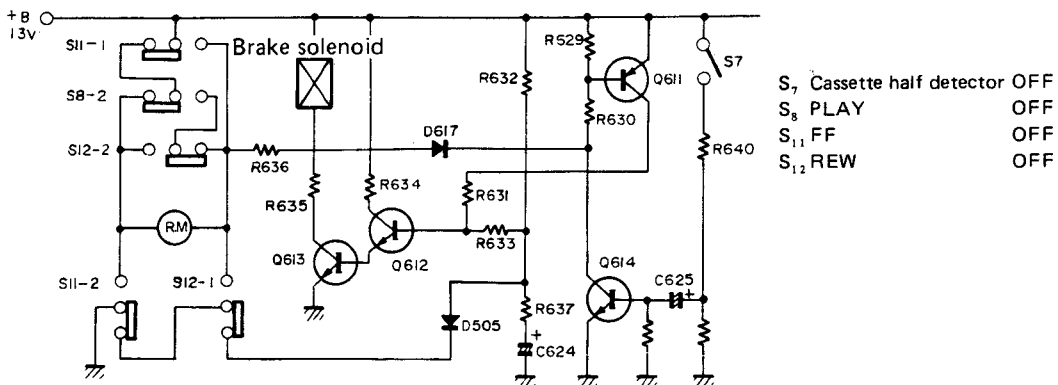 +B
13v
S11-1
S8-2
S12-2
R636
R.M
S11-2
S12-1
Brake solenoid
R635
R634
Q613
Q612
D617
R632
R631
R633
D505
R637
+
C624
R529
R630
Q611
Q614
C625
+
S7
R640
S7 Cassette half detector OFF
S8 PLAY OFF
S11 FF OFF
S12 REW OFF